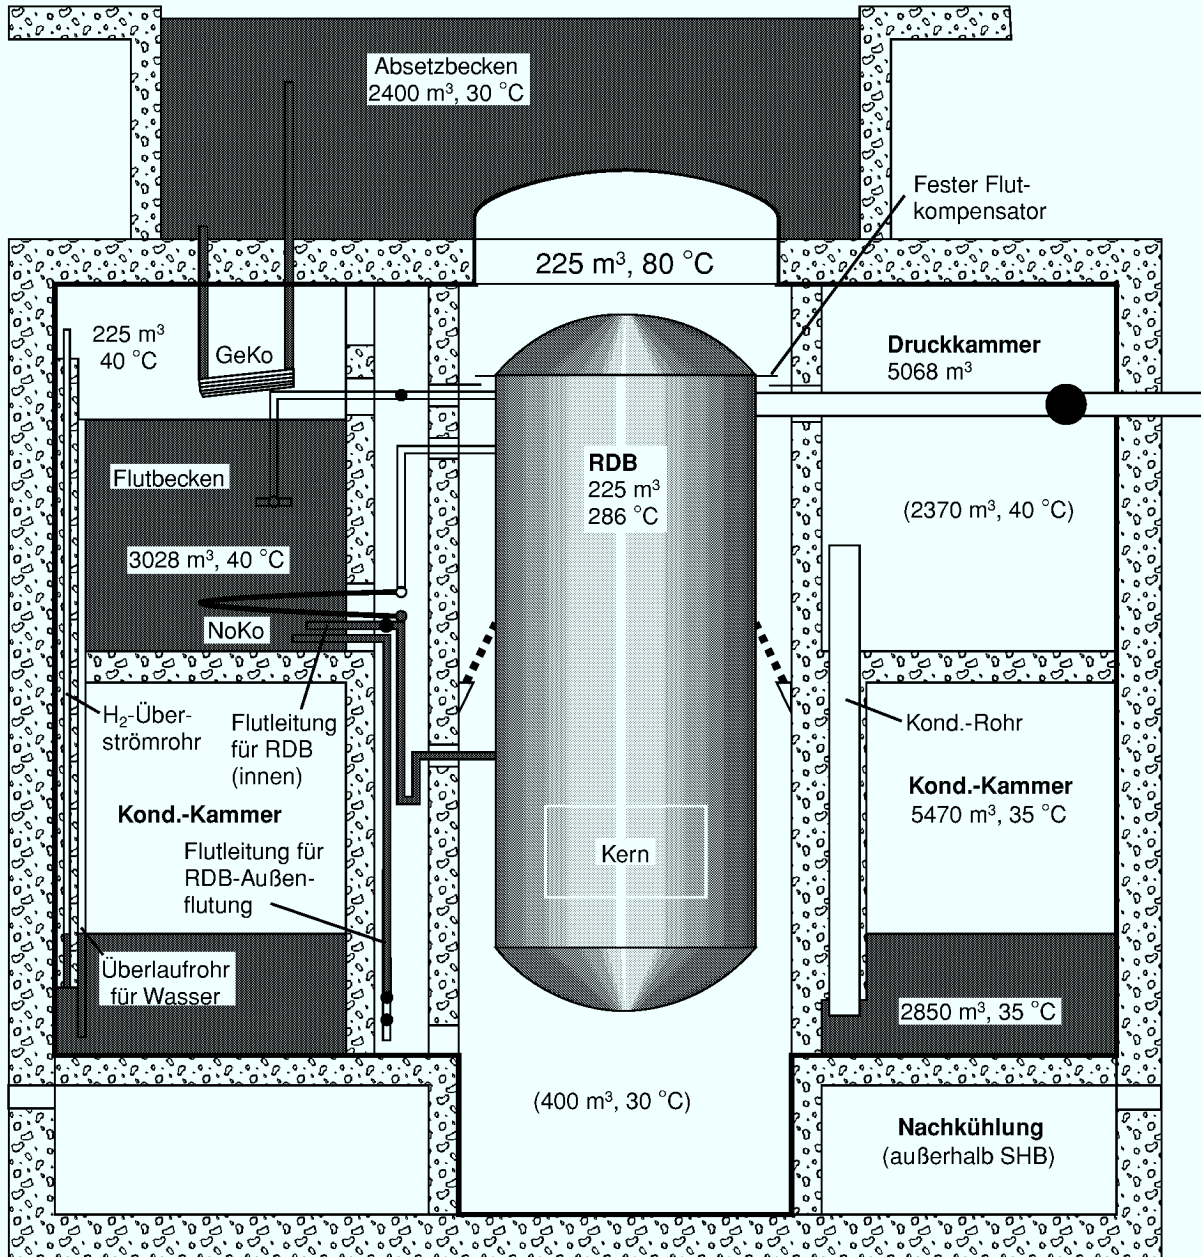 Absetzbecken
2400 m³, 30 °C
Fester Flut-
kompensator
225 m³, 80 °C
225 m³
40 °C
GeKo
Druckkammer
5068 m³
Flutbecken
RDB
225 m³
286 °C
(2370 m³, 40 °C)
3028 m³, 40 °C
NoKo
H₂-Über-
strömrohr
Flutleitung
für RDB
(innen)
Kond.-Rohr
Kond.-Kammer
Kond.-Kammer
5470 m³, 35 °C
Flutleitung für
RDB-Außen-
flutung
Kern
Überlaufrohr
für Wasser
2850 m³, 35 °C
(400 m³, 30 °C)
Nachkühlung
(außerhalb SHB)